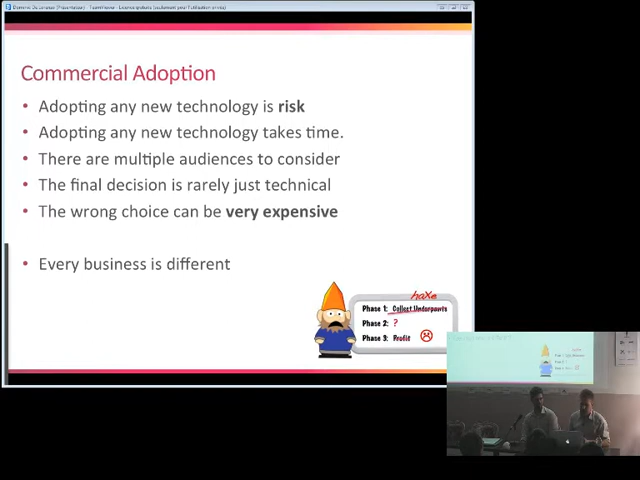 Commercial Adoption
• Adopting any new technology is risk
• Adopting any new technology takes time.
• There are multiple audiences to consider
• The final decision is rarely just technical
• The wrong choice can be very expensive
• Every business is different
haxe
Phase 1: Collect Underpants
Phase 2: ?
Phase 3: Profit